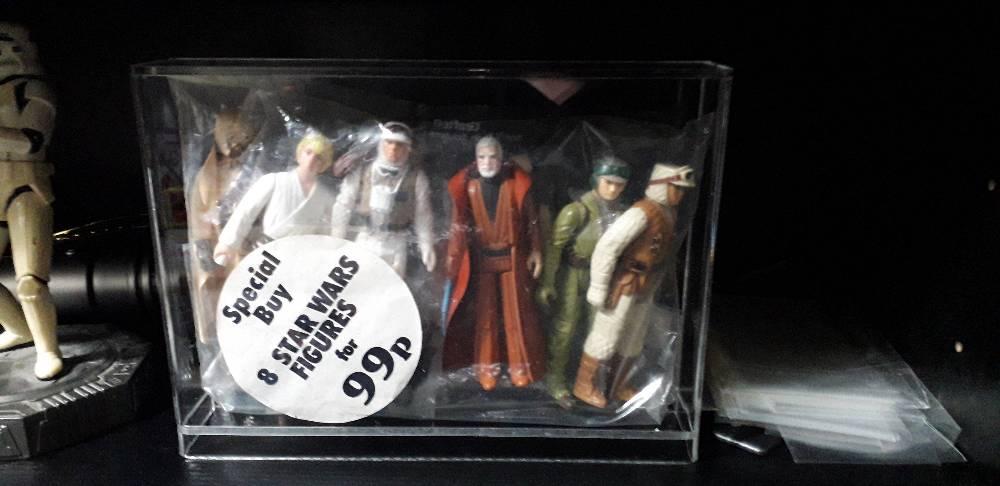 Special
Buy
8 STAR WARS
FIGURES
for
99p